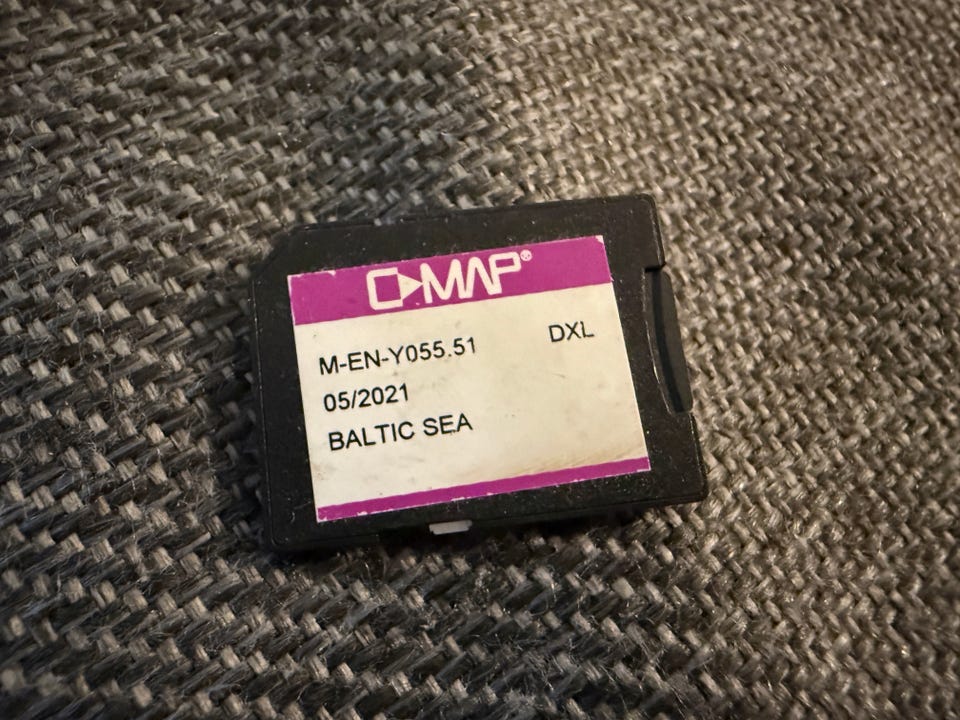 C-MAP®
M-EN-Y055.51 DXL
05/2021
BALTIC SEA